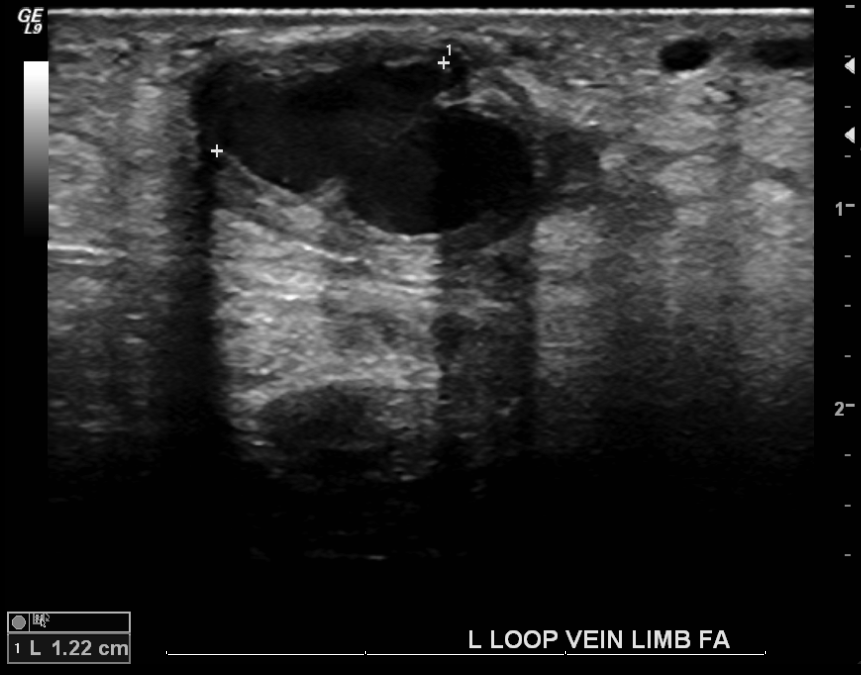 GE
L9
1
1
2
1 L 1.22 cm
L LOOP VEIN LIMB FA